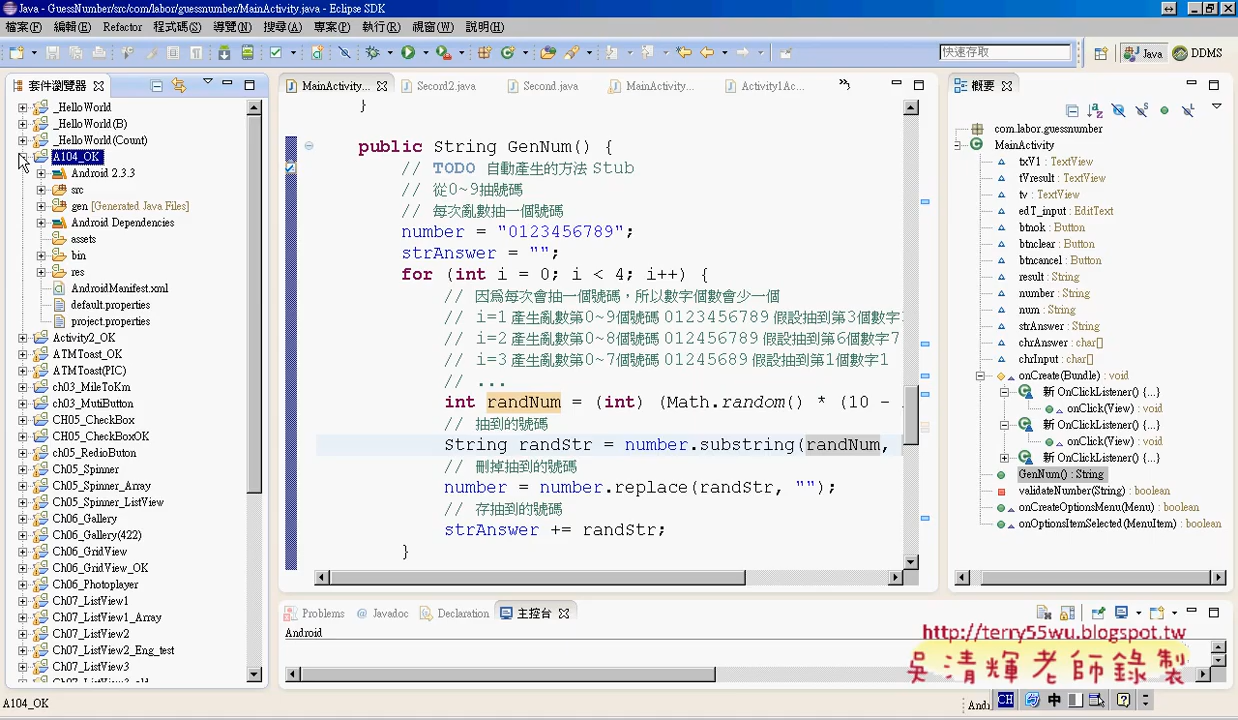 Java - GuessNumber/src/com/labor/guessnumber/MainActivity.java - Eclipse SDK
檔案(F) 編輯(E) Refactor 程式碼(S) 導覽(N) 搜尋(A) 專案(P) 執行(R) 視窗(W) 說明(H)
快速存取
Java DDMS
套件瀏覽器
_HelloWorld
_HelloWorld(B)
_HelloWorld(Count)
A104_OK
Android 2.3.3
src
gen [Generated Java Files]
Android Dependencies
assets
bin
res
AndroidManifest.xml
default.properties
project.properties
Activity2_OK
ATMToast_OK
ATMToast(PIC)
ch03_MileToKm
ch03_MutiButton
CH05_CheckBox
CH05_CheckBoxOK
ch05_RedioButon
Ch05_Spinner
Ch05_Spinner_Array
Ch05_Spinner_ListView
Ch06_Gallery
Ch06_Gallery(422)
Ch06_GridView
Ch06_GridView_OK
Ch06_Photoplayer
Ch07_ListView1
Ch07_ListView1_Array
Ch07_ListView2
Ch07_ListView2_Eng_test
Ch07_ListView3
MainActivity... Secord2.java Second.java MainActivity... Activity1Ac...
}
public String GenNum() {
// TODO 自動產生的方法 Stub
// 從0~9抽號碼
// 每次亂數抽一個號碼
number = "0123456789";
strAnswer = "";
for (int i = 0; i < 4; i++) {
// 因為每次會抽一個號碼，所以數字個數會少一個
// i=1 產生亂數第0~9個號碼 0123456789 假設抽到第3個數字
// i=2 產生亂數第0~8個號碼 012456789 假設抽到第6個數字7
// i=3 產生亂數第0~7個號碼 01245689 假設抽到第1個數字1
// ...
int randNum = (int) (Math.random() * (10 -
// 抽到的號碼
String randStr = number.substring(randNum,
// 刪掉抽到的號碼
number = number.replace(randStr, "");
// 存抽到的號碼
strAnswer += randStr;
}
Problems @ Javadoc Declaration 主控台
Android
概要
com.labor.guessnumber
MainActivity
txV1 : TextView
tVresult : TextView
tv : TextView
edT_input : EditText
btnok : Button
btnclear : Button
btncancel : Button
result : String
number : String
num : String
strAnswer : String
chrAnswer : char[]
chrInput : char[]
onCreate(Bundle) : void
新 OnClickListener() {...}
onClick(View) : void
新 OnClickListener() {...}
onClick(View) : void
新 OnClickListener() {...}
GenNum() : String
validateNumber(String) : boolean
onCreateOptionsMenu(Menu) : boolean
onOptionsItemSelected(MenuItem) : boolean
http://terry55wu.blogspot.tw
吳清輝老師錄製
A104_OK
Andr
CH 中